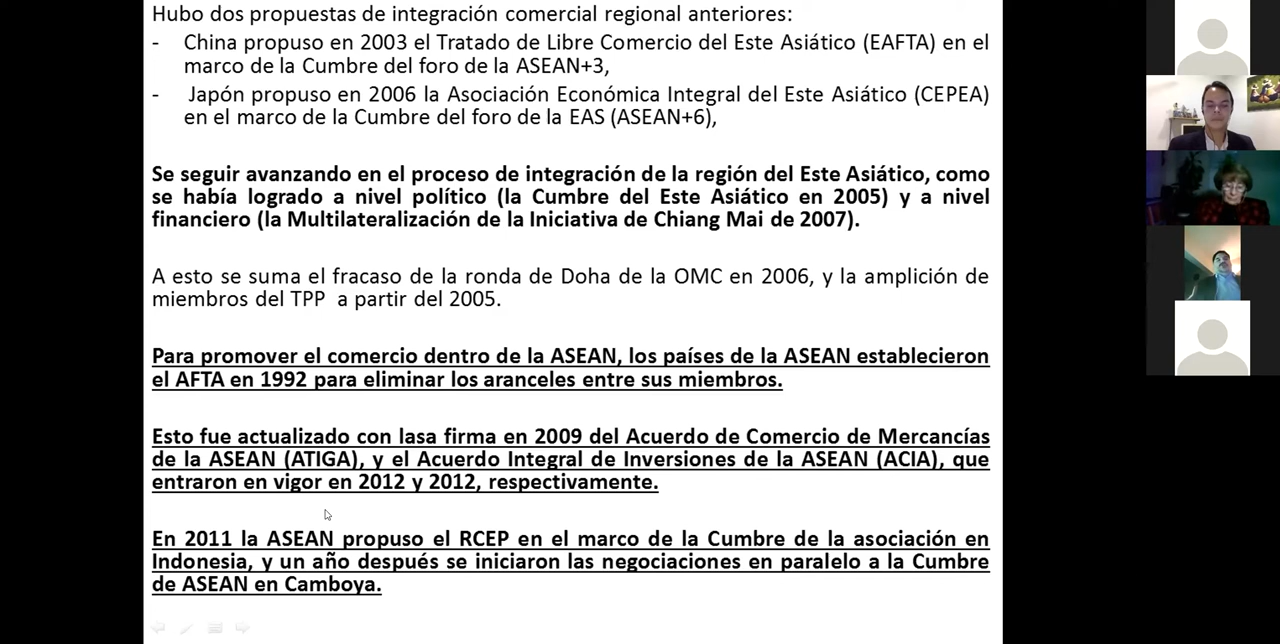 Hubo dos propuestas de integración comercial regional anteriores:
- China propuso en 2003 el Tratado de Libre Comercio del Este Asiático (EAFTA) en el
marco de la Cumbre del foro de la ASEAN+3,
- Japón propuso en 2006 la Asociación Económica Integral del Este Asiático (CEPEA)
en el marco de la Cumbre del foro de la EAS (ASEAN+6),
Se seguir avanzando en el proceso de integración de la región del Este Asiático, como
se había logrado a nivel político (la Cumbre del Este Asiático en 2005) y a nivel
financiero (la Multilateralización de la Iniciativa de Chiang Mai de 2007).
A esto se suma el fracaso de la ronda de Doha de la OMC en 2006, y la amplición de
miembros del TPP a partir del 2005.
Para promover el comercio dentro de la ASEAN, los países de la ASEAN establecieron
el AFTA en 1992 para eliminar los aranceles entre sus miembros.
Esto fue actualizado con lasa firma en 2009 del Acuerdo de Comercio de Mercancías
de la ASEAN (ATIGA), y el Acuerdo Integral de Inversiones de la ASEAN (ACIA), que
entraron en vigor en 2012 y 2012, respectivamente.
En 2011 la ASEAN propuso el RCEP en el marco de la Cumbre de la asociación en
Indonesia, y un año después se iniciaron las negociaciones en paralelo a la Cumbre
de ASEAN en Camboya.